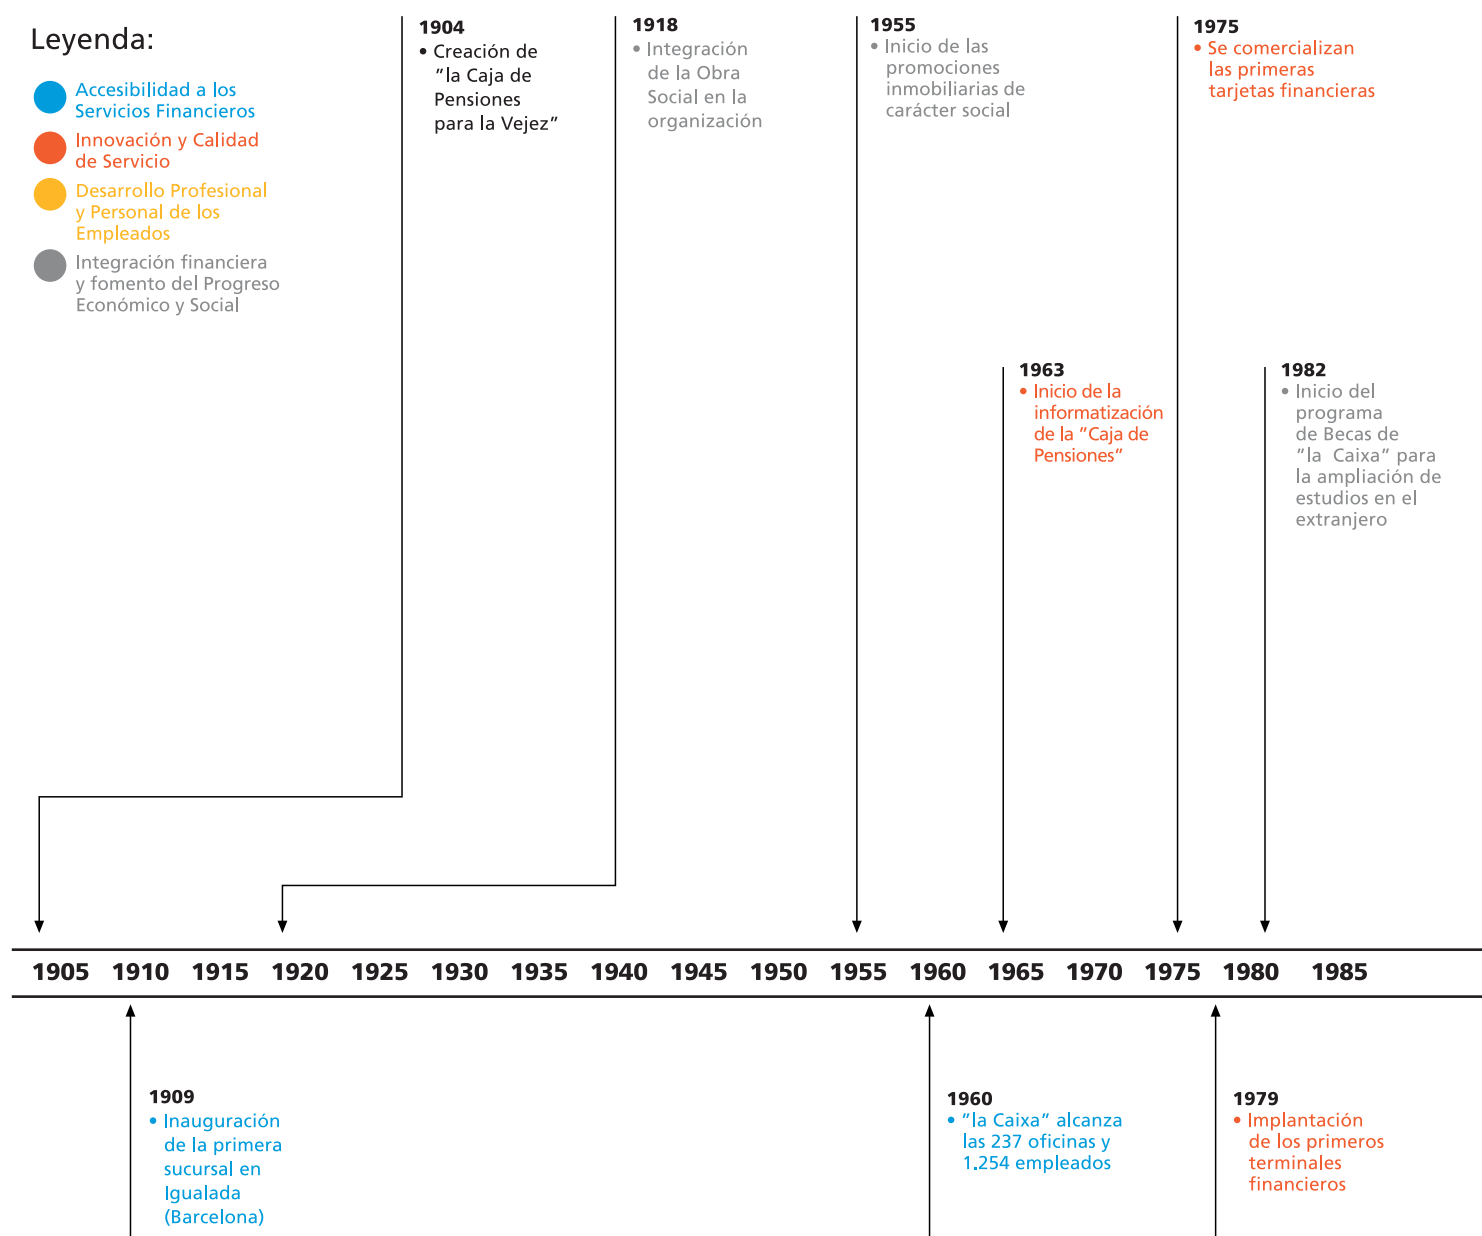 Leyenda:
Accesibilidad a los
Servicios Financieros
Innovación y Calidad
de Servicio
Desarrollo Profesional
y Personal de los
Empleados
Integración financiera
y fomento del Progreso
Económico y Social
1904
• Creación de
"la Caja de
Pensiones
para la Vejez"
1918
• Integración
de la Obra
Social en la
organización
1955
• Inicio de las
promociones
inmobiliarias de
carácter social
1975
• Se comercializan
las primeras
tarjetas financieras
1963
• Inicio de la
informatización
de la "Caja de
Pensiones"
1982
• Inicio del
programa
de Becas de
"la Caixa" para
la ampliación de
estudios en el
extranjero
1905 1910 1915 1920 1925 1930 1935 1940 1945 1950 1955 1960 1965 1970 1975 1980 1985
1909
• Inauguración
de la primera
sucursal en
Igualada
(Barcelona)
1960
• "la Caixa" alcanza
las 237 oficinas y
1.254 empleados
1979
• Implantación
de los primeros
terminales
financieros